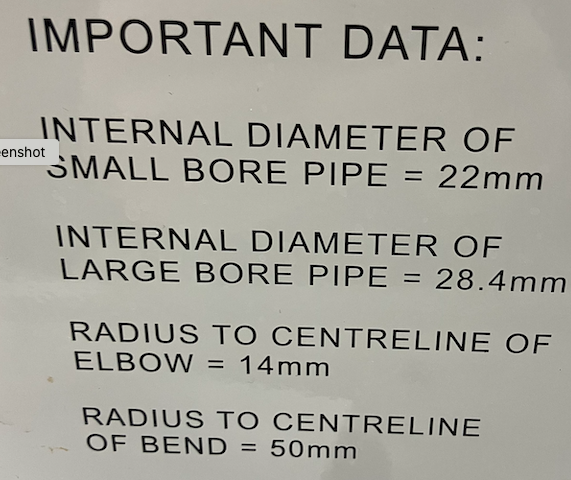 IMPORTANT DATA:
INTERNAL DIAMETER OF
SMALL BORE PIPE = 22mm
INTERNAL DIAMETER OF
LARGE BORE PIPE = 28.4mm
RADIUS TO CENTRELINE OF
ELBOW = 14mm
RADIUS TO CENTRELINE
OF BEND = 50mm